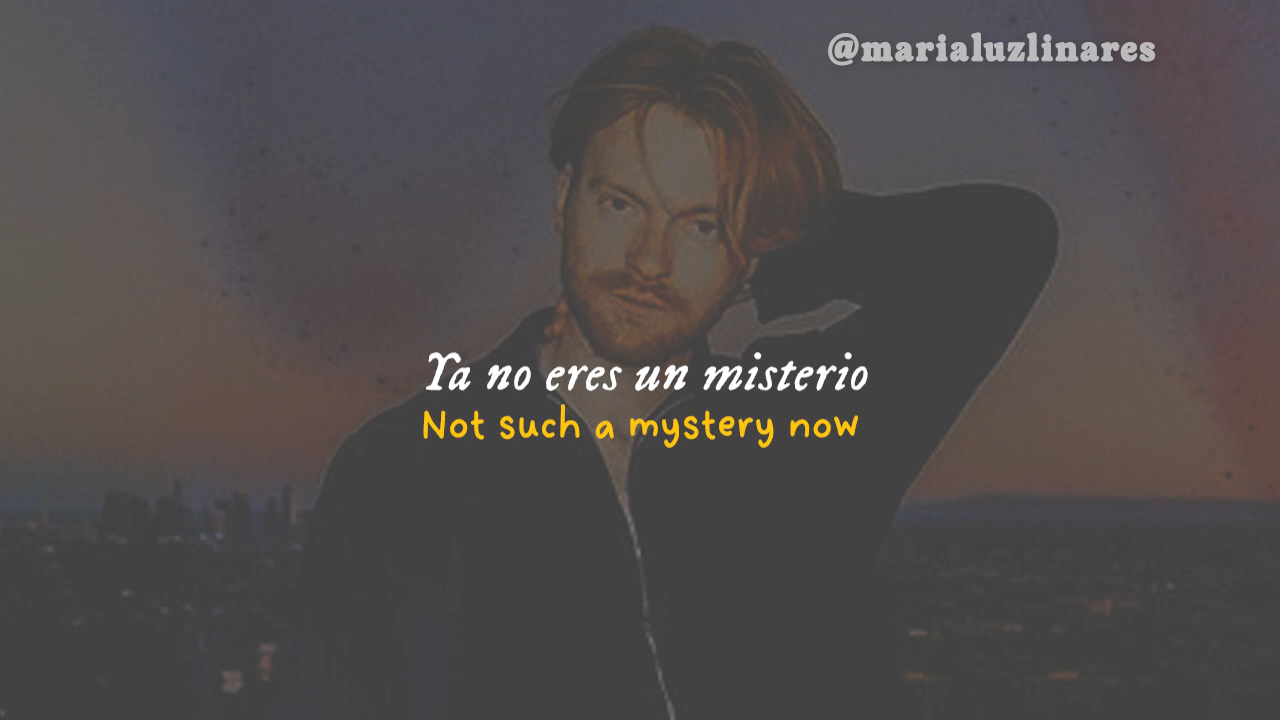 @marialuzlinares
Ya no eres un misterio
Not such a mystery now